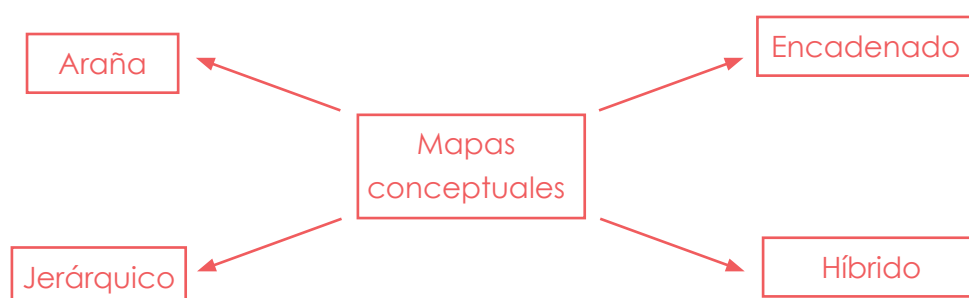 Araña
Encadenado
Mapas
conceptuales
Jerárquico
Híbrido